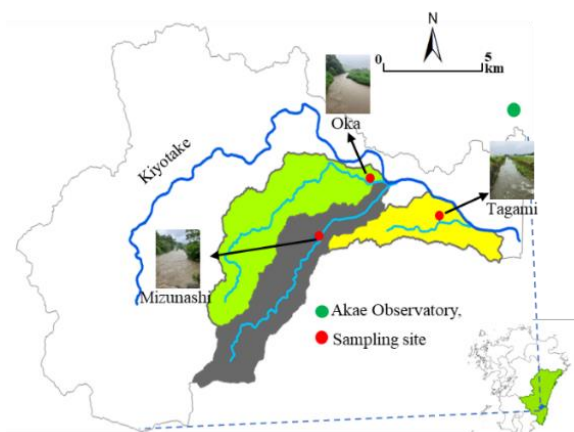 N
0
5
km
Oka
Kiyotake
Tagami
Mizunashi
Akae Observatory,
Sampling site